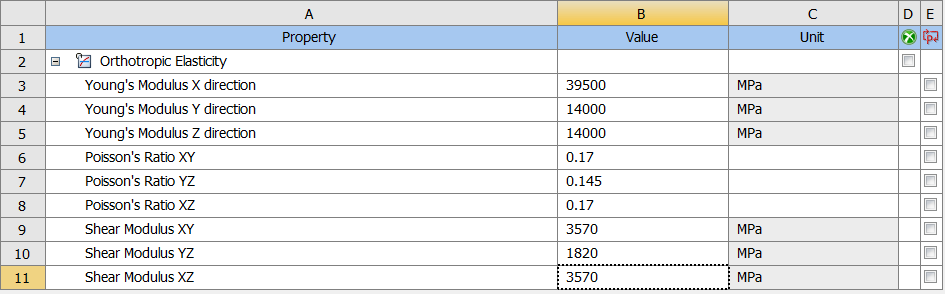 A B C D E
1 Property Value Unit
2 Orthotropic Elasticity
3 Young's Modulus X direction 39500 MPa
4 Young's Modulus Y direction 14000 MPa
5 Young's Modulus Z direction 14000 MPa
6 Poisson's Ratio XY 0.17
7 Poisson's Ratio YZ 0.145
8 Poisson's Ratio XZ 0.17
9 Shear Modulus XY 3570 MPa
10 Shear Modulus YZ 1820 MPa
11 Shear Modulus XZ 3570 MPa